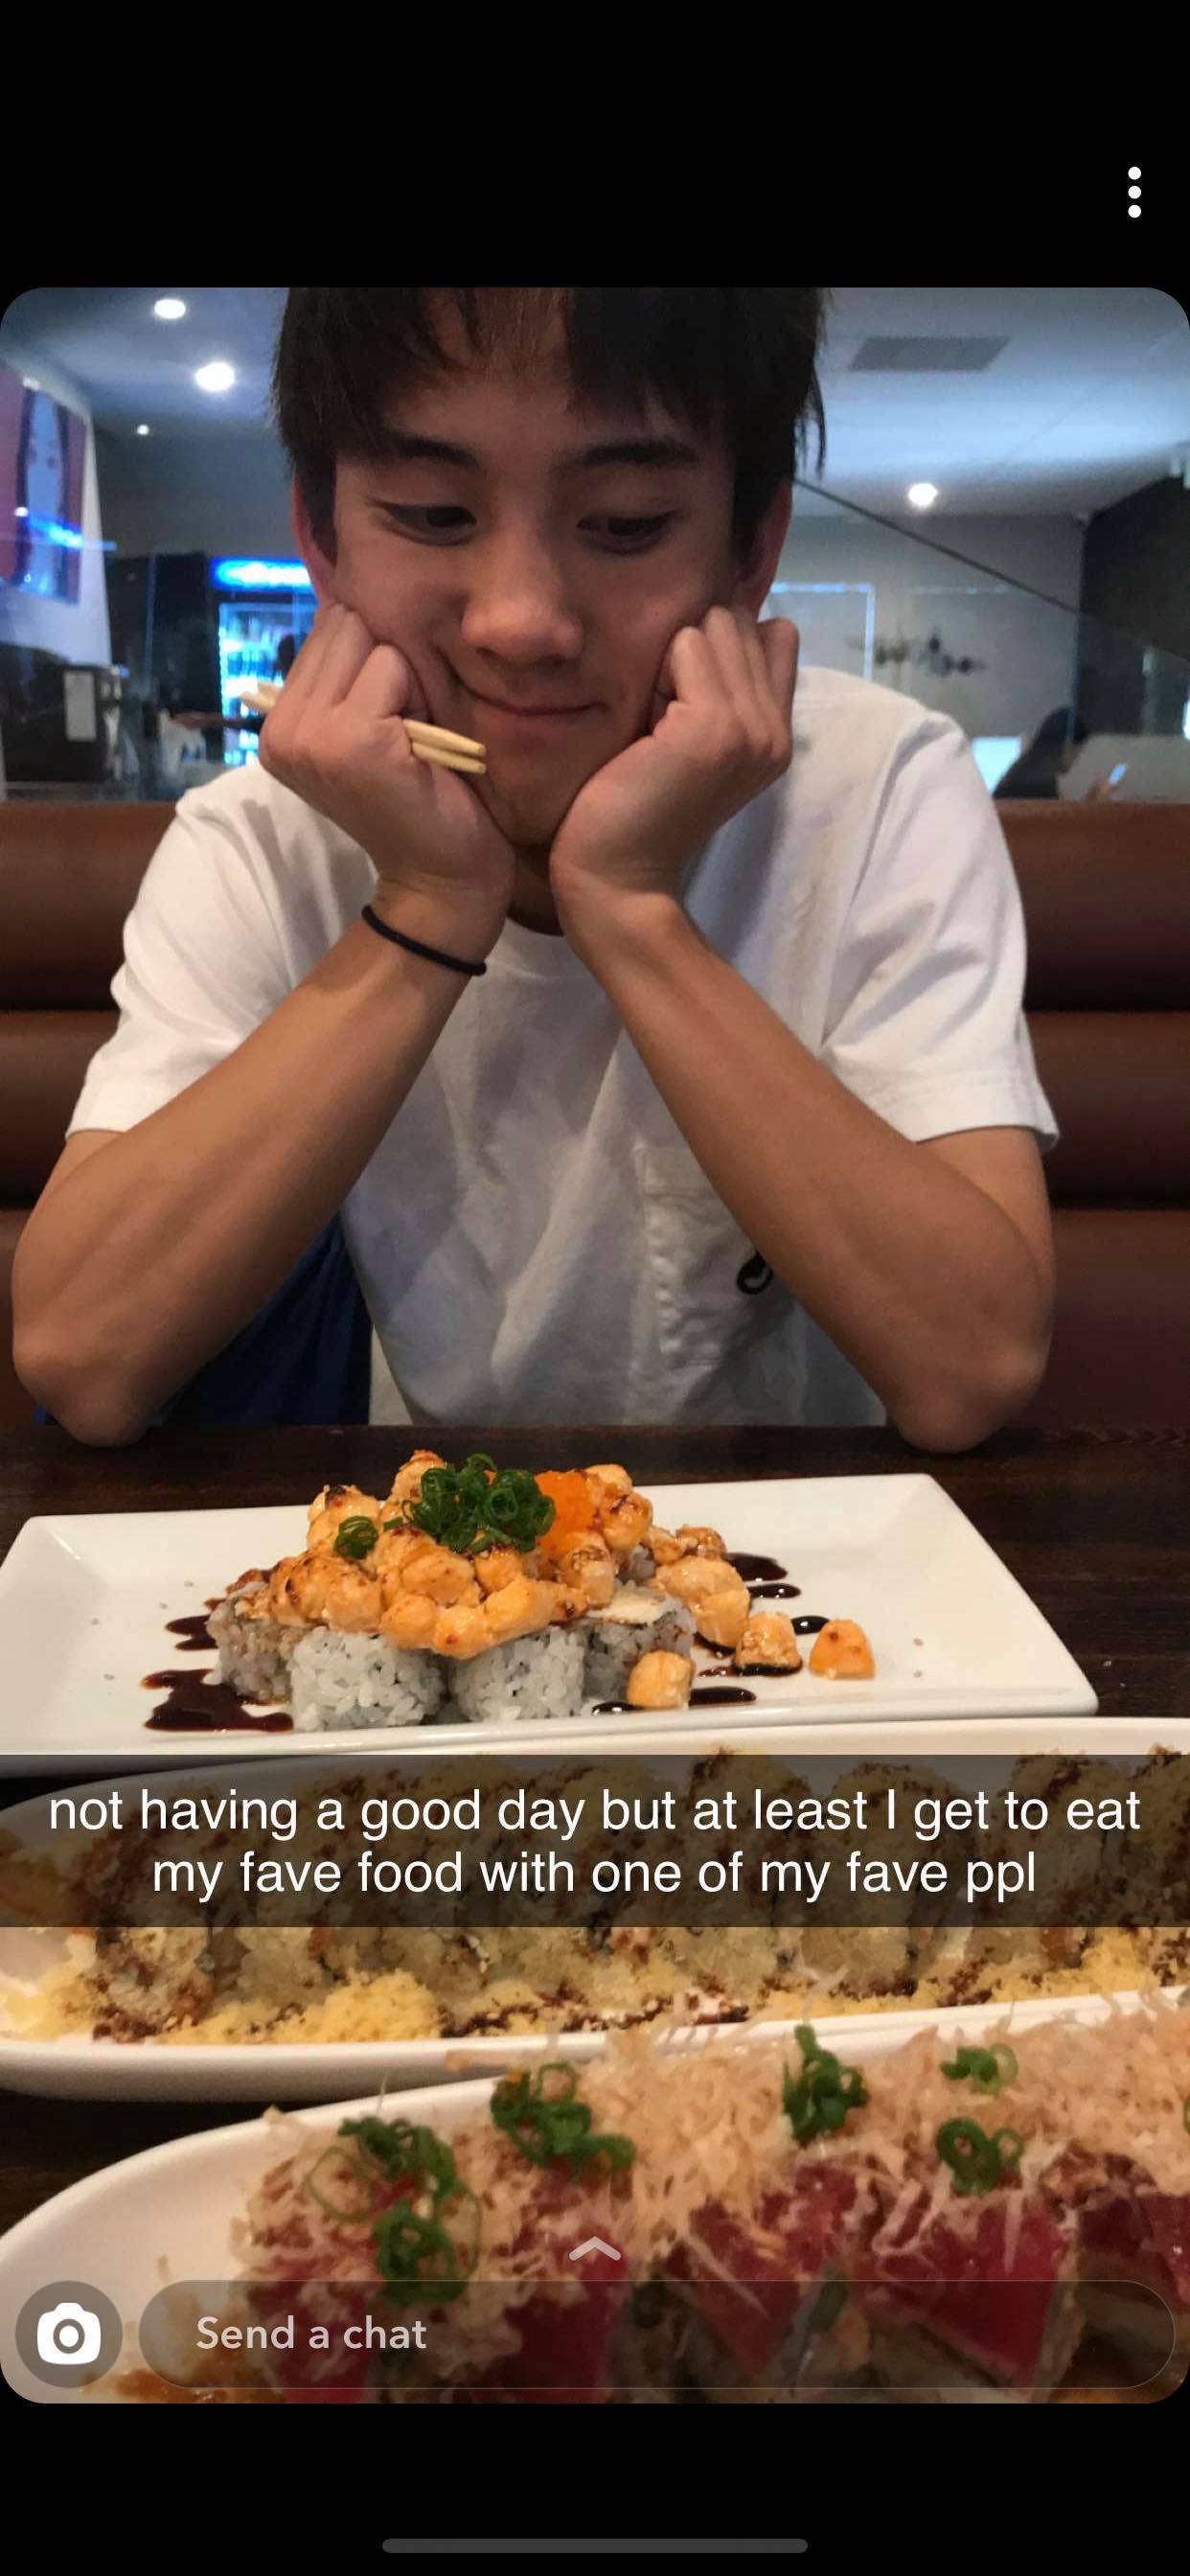 not having a good day but at least I get to eat
my fave food with one of my fave ppl
Send a chat